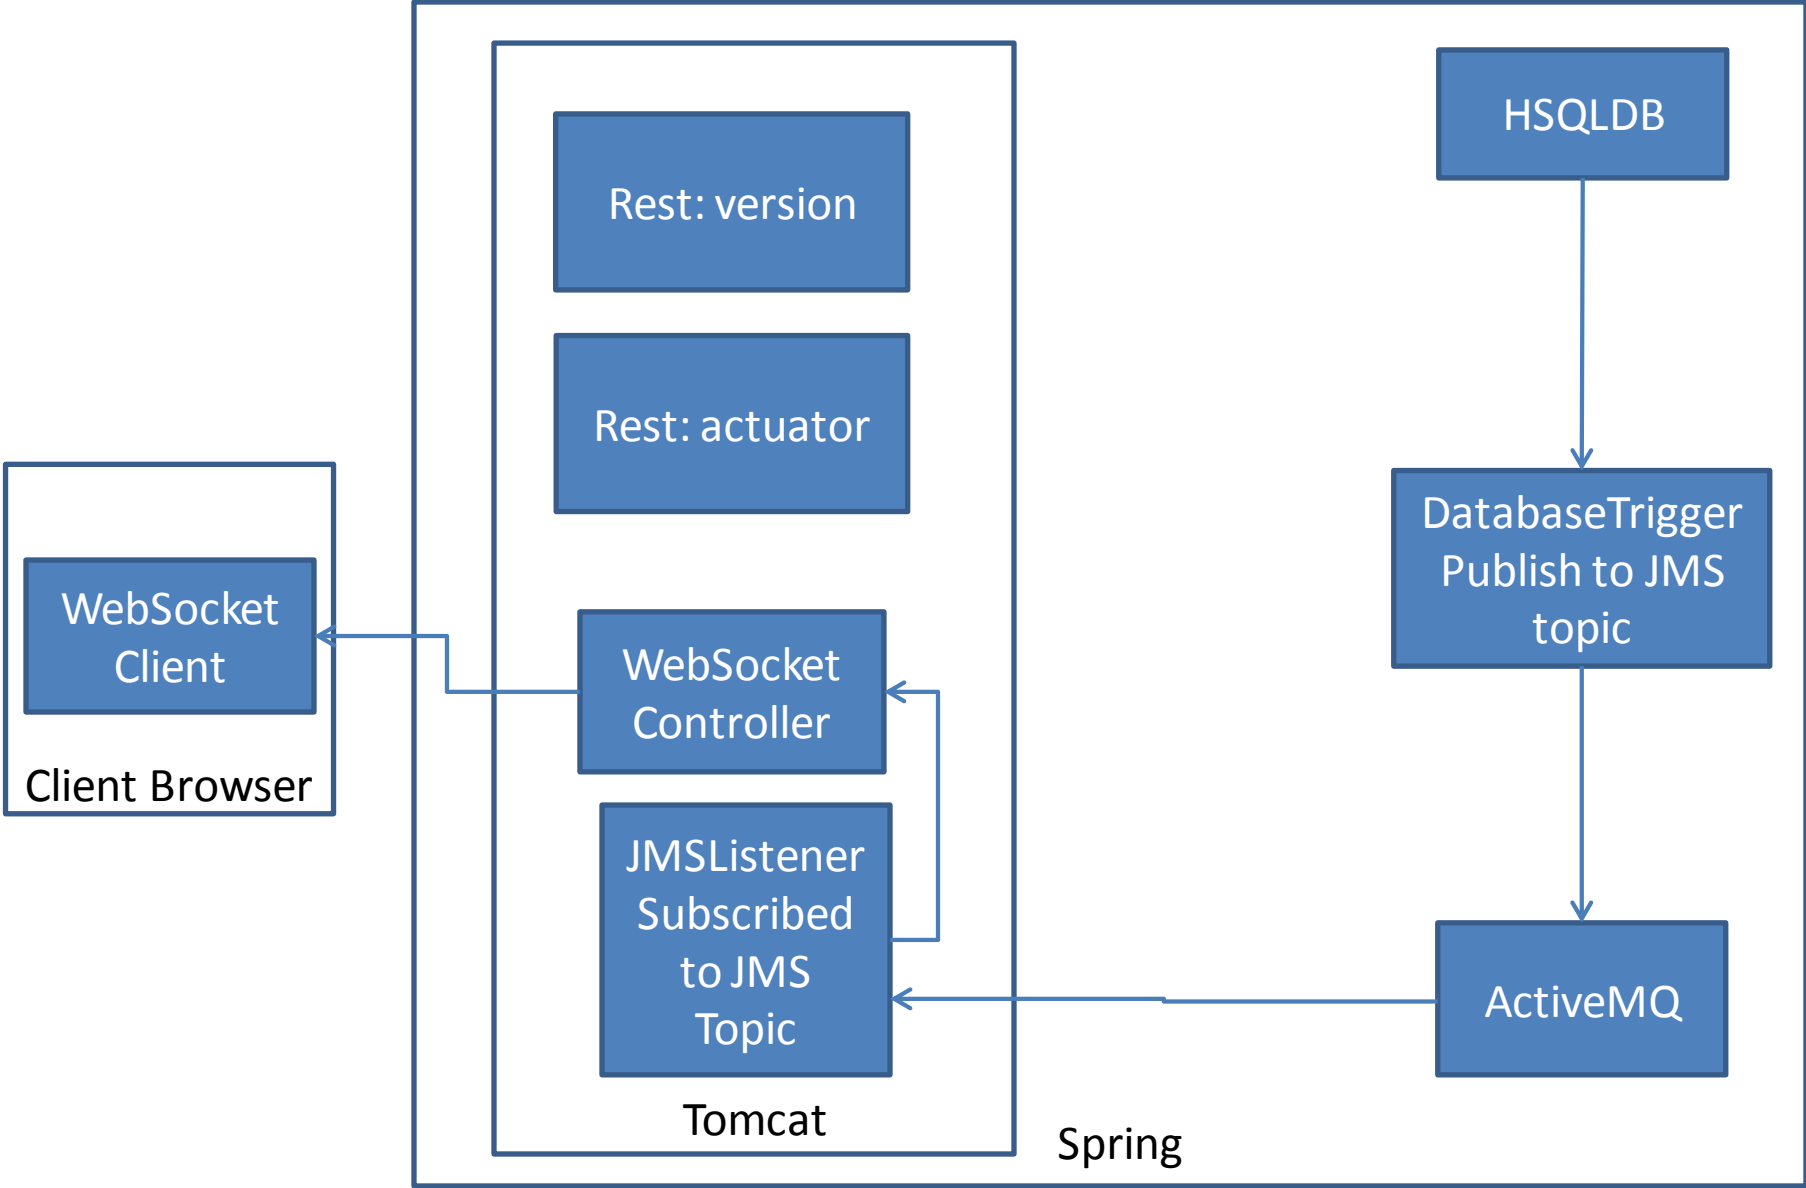 HSQLDB
Rest: version
Rest: actuator
DatabaseTrigger
Publish to JMS
topic
WebSocket
Client
Client Browser
WebSocket
Controller
JMSListener
Subscribed
to JMS
Topic
ActiveMQ
Tomcat
Spring